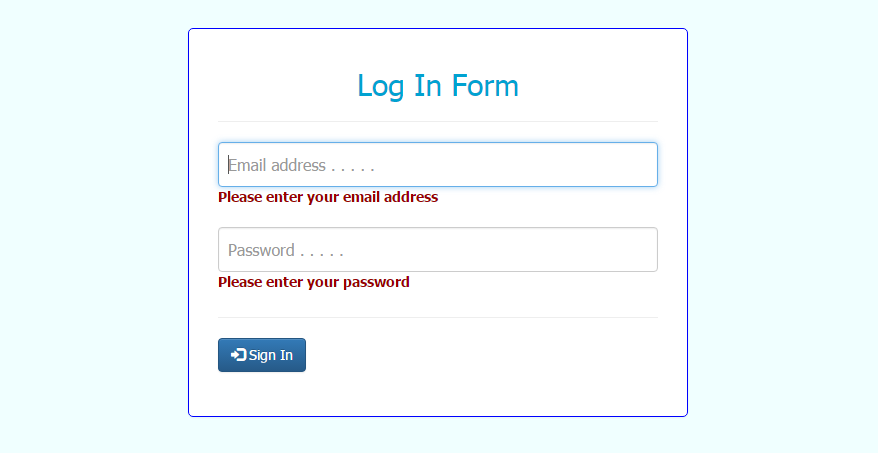 Log In Form
Email address . . . . .
Please enter your email address
Password . . . . .
Please enter your password
Sign In